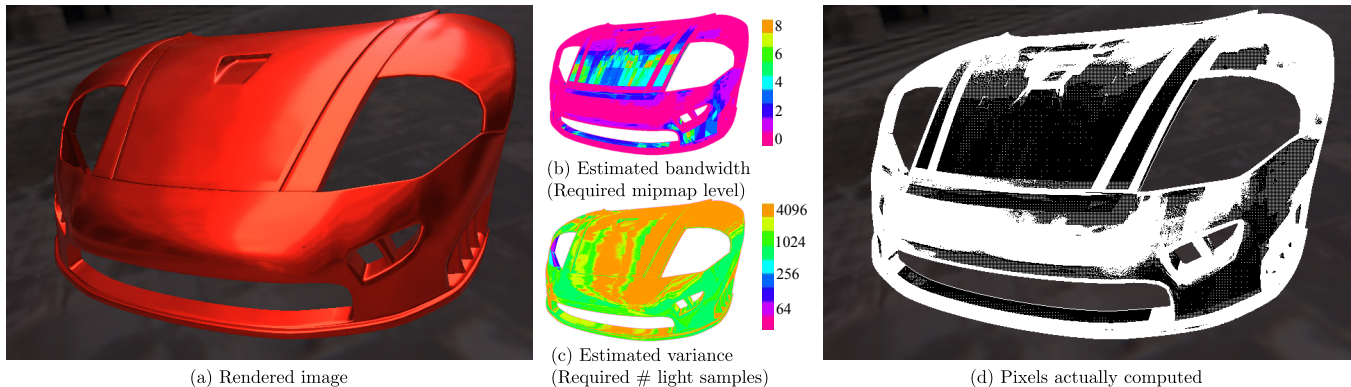 8
6
4
2
0
(b) Estimated bandwidth
(Required mipmap level)
4096
1024
256
64
(c) Estimated variance
(Required # light samples)
(a) Rendered image
(d) Pixels actually computed